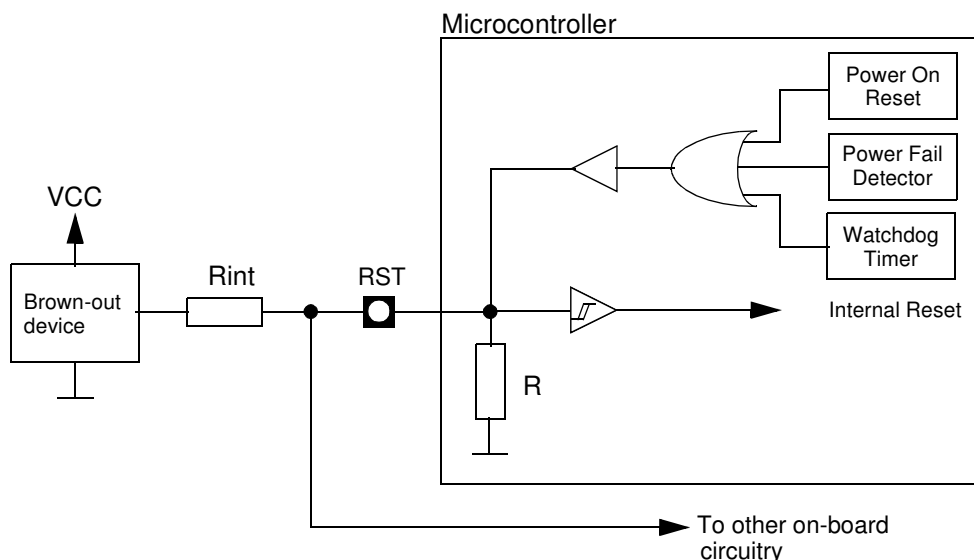 Microcontroller
Power On
Reset
Power Fail
Detector
Watchdog
Timer
VCC
Brown-out
device
Rint
RST
Internal Reset
R
To other on-board
circuitry